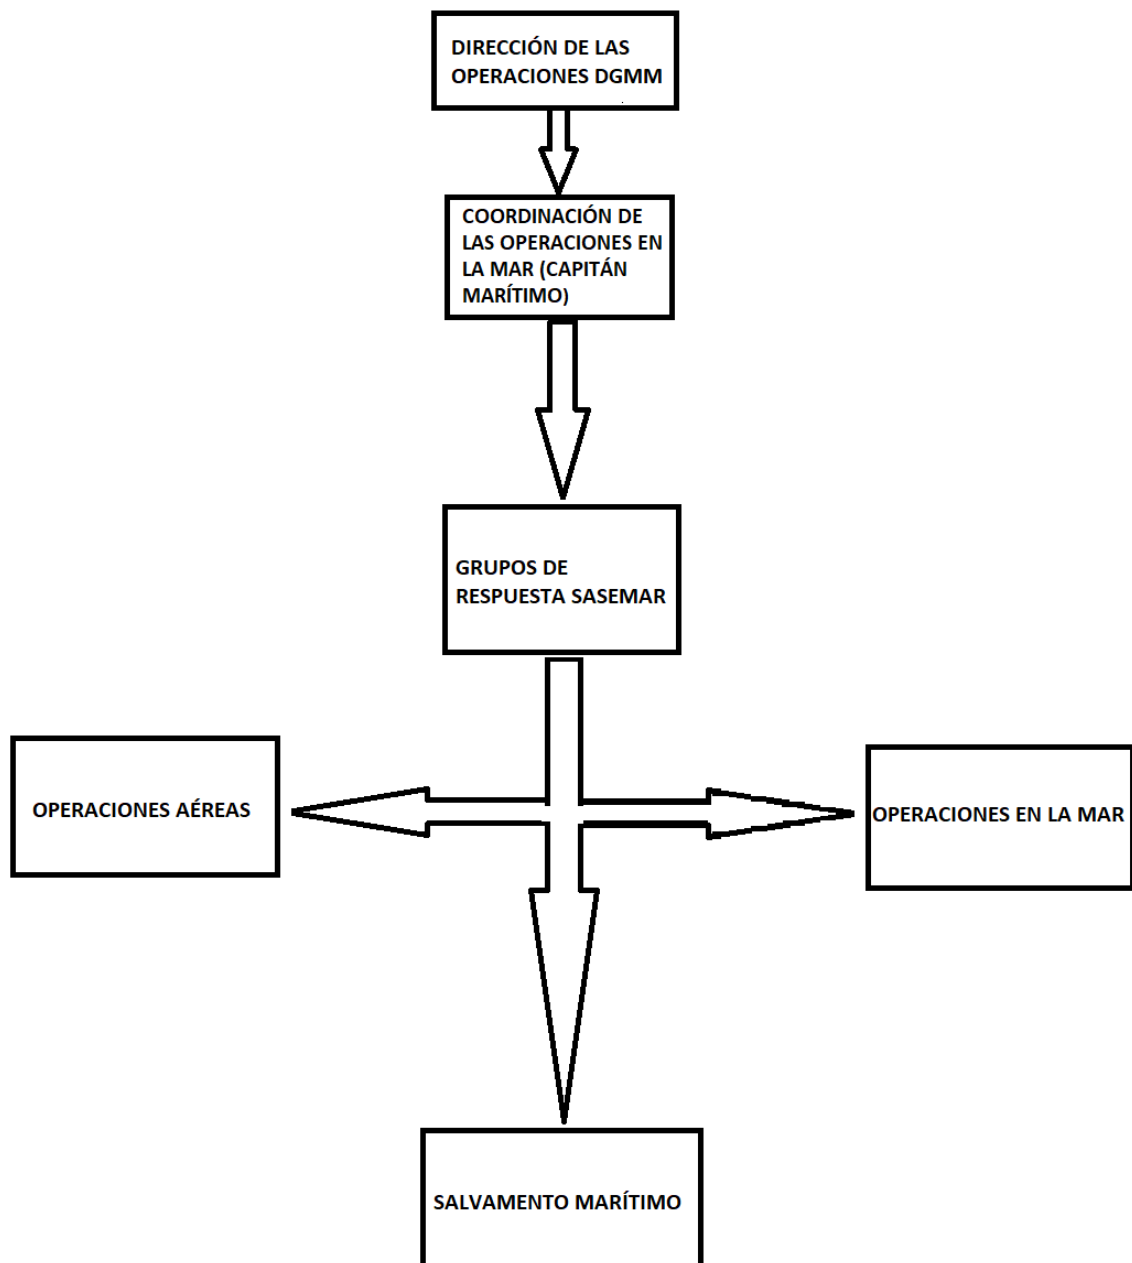 DIRECCIÓN DE LAS
OPERACIONES DGMM
COORDINACIÓN DE
LAS OPERACIONES EN
LA MAR (CAPITÁN
MARÍTIMO)
GRUPOS DE
RESPUESTA SASEMAR
OPERACIONES AÉREAS
OPERACIONES EN LA MAR
SALVAMENTO MARÍTIMO